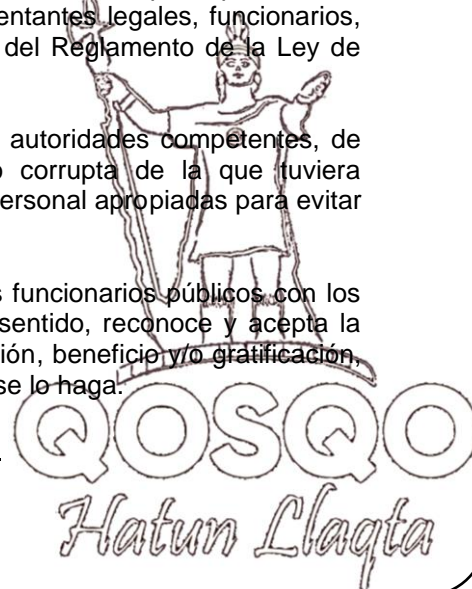 entantes legales, funcionarios,
del Reglamento de la Ley de
autoridades competentes, de
corrupta de la que tuviera
ersonal apropiadas para evitar
s funcionarios públicos con los
sentido, reconoce y acepta la
ión, beneficio y/o gratificación,
se lo haga.
QOSQO
Hatun Llaqta